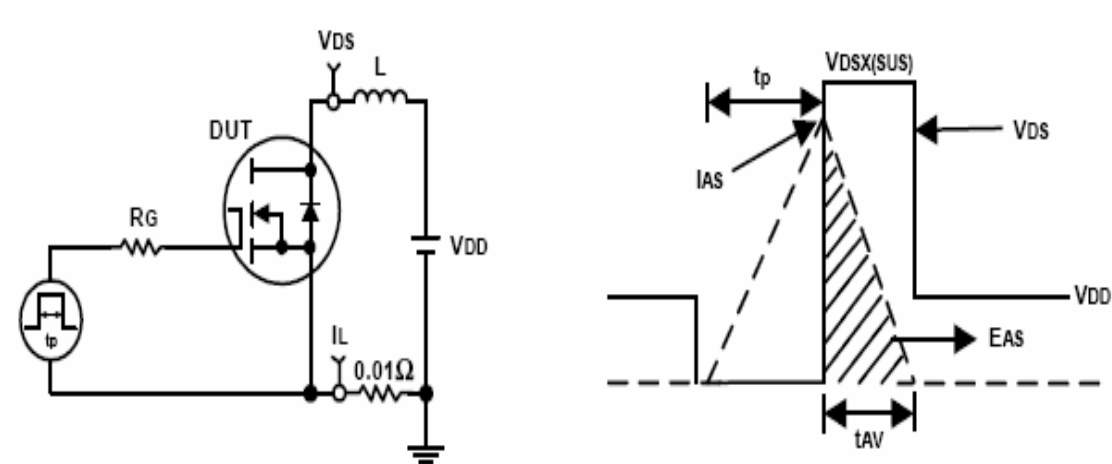 VDS
L
DUT
RG
VDD
tp
IL
0.01Ω
VDSX(SUS)
tp
VDS
IAS
VDD
EAS
tAV